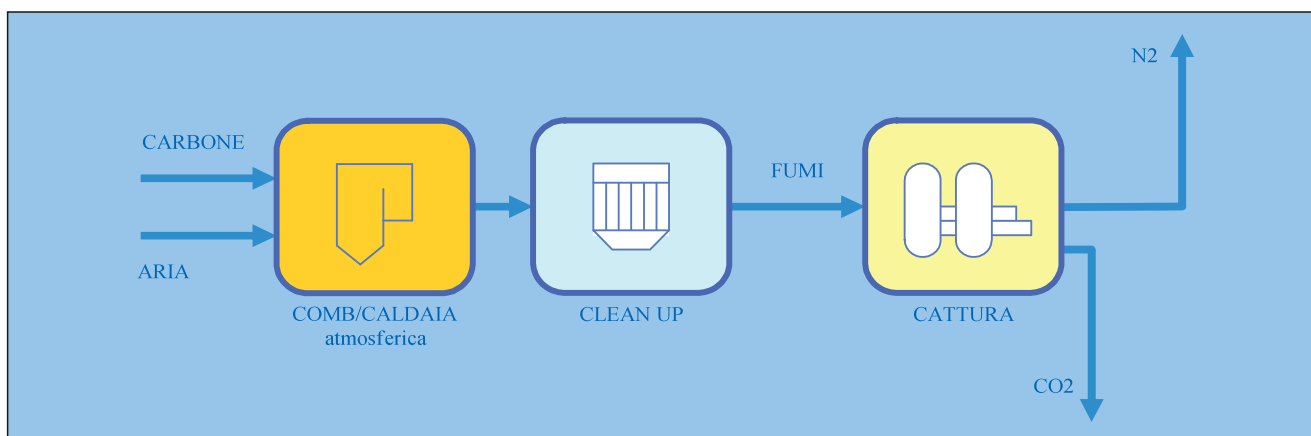 N2
CARBONE
FUMI
ARIA
COMB/CALDAIA
atmosferica
CLEAN UP
CATTURA
CO2